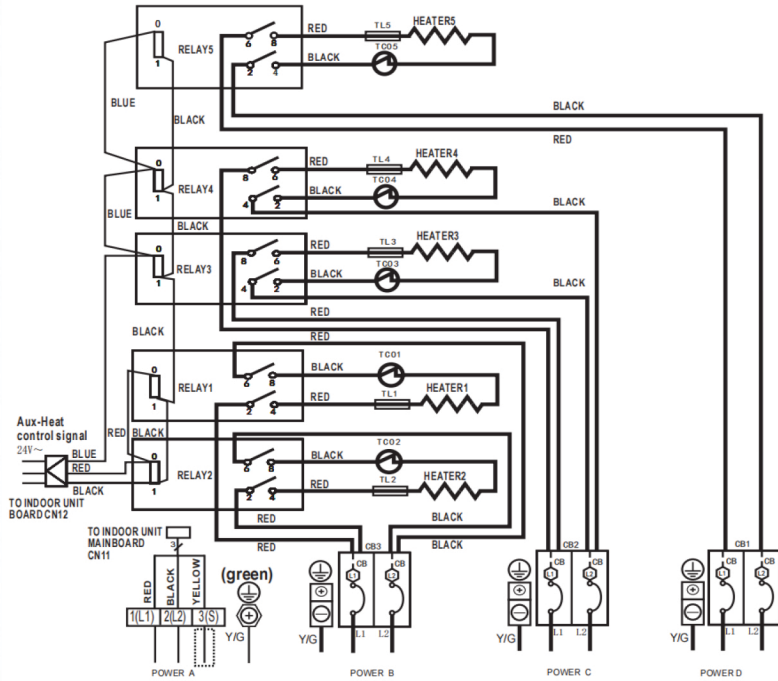 0
1
RELAY5
6 8
2 4
RED
BLACK
TL5
HEATER5
TCO5
BLUE
BLACK
BLACK
RED
0
1
RELAY4
8 6
4 2
RED
BLACK
TL4
HEATER4
TCO4
BLACK
BLUE
BLACK
0
1
RELAY3
8 6
4 2
RED
BLACK
TL3
HEATER3
TCO3
BLACK
RED
RED
BLACK
0
1
RELAY1
6 8
2 4
BLACK
RED
TCO1
TL1
HEATER1
Aux-Heat
control signal
24V~
RED BLACK
BLUE
RED
BLACK
TO INDOOR UNIT
BOARD CN12
0
1
RELAY2
6 8
2 4
BLACK
RED
TCO2
TL2
HEATER2
RED
RED
BLACK
BLACK
TO INDOOR UNIT
MAINBOARD
CN11
3
RED
BLACK
YELLOW
(green)
1(L1) 2(L2) 3(S)
Y/G
POWER A
CB3
CB CB
L1 L2
Y/G
L1 L2
POWER B
CB2
CB CB
L1 L2
Y/G
L1 L2
POWER C
CB1
CB CB
L1 L2
Y/G
L1 L2
POWER D